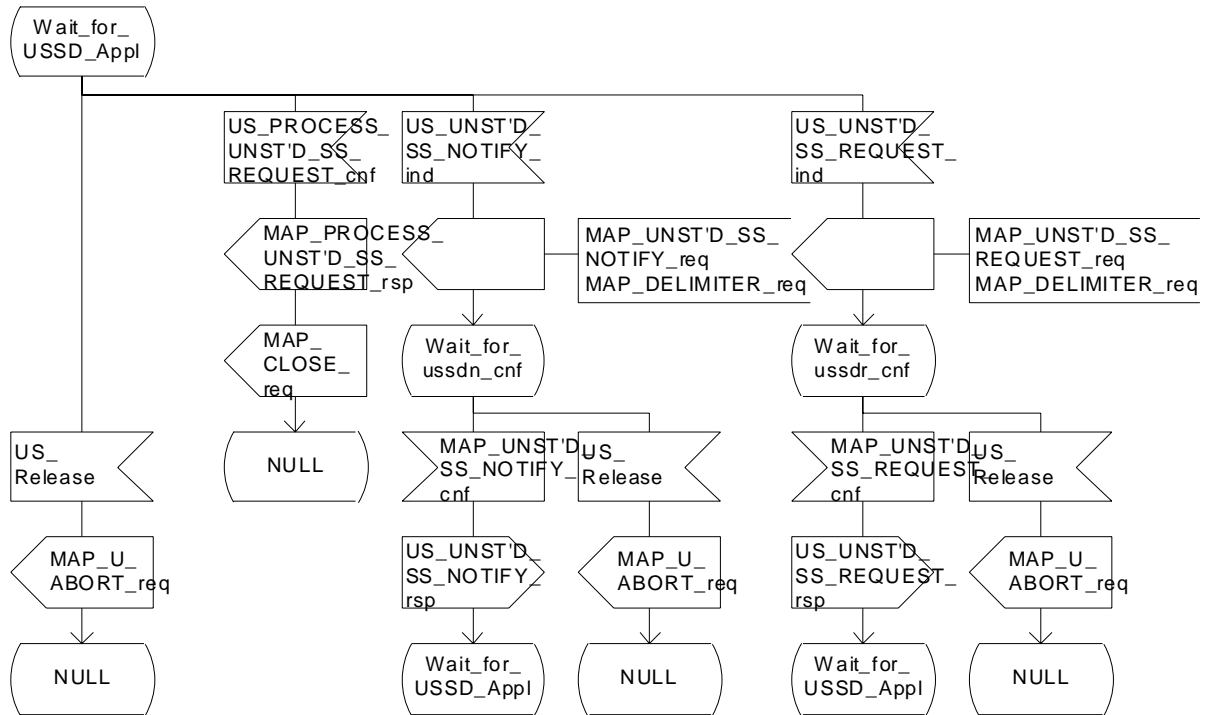 Wait_for_
USSD_Appl
US_PROCESS_
UNST'D_SS_
REQUEST_cnf
US_UNST'D_
SS_NOTIFY_
ind
US_UNST'D_
SS_REQUEST_
ind
MAP_PROCESS_
UNST'D_SS_
REQUEST_rsp
MAP_UNST'D_SS_
NOTIFY_req
MAP_DELIMITER_req
MAP_UNST'D_SS_
REQUEST_req
MAP_DELIMITER_req
MAP_
CLOSE_
req
Wait_for_
ussdn_cnf
Wait_for_
ussdr_cnf
US_
Release
NULL
MAP_UNST'D_
SS_NOTIFY_
cnf
US_
Release
MAP_UNST'D_
SS_REQUEST_
cnf
US_
Release
MAP_U_
ABORT_req
US_UNST'D_
SS_NOTIFY_
rsp
MAP_U_
ABORT_req
US_UNST'D_
SS_REQUEST_
rsp
MAP_U_
ABORT_req
NULL
Wait_for_
USSD_Appl
NULL
Wait_for_
USSD_Appl
NULL